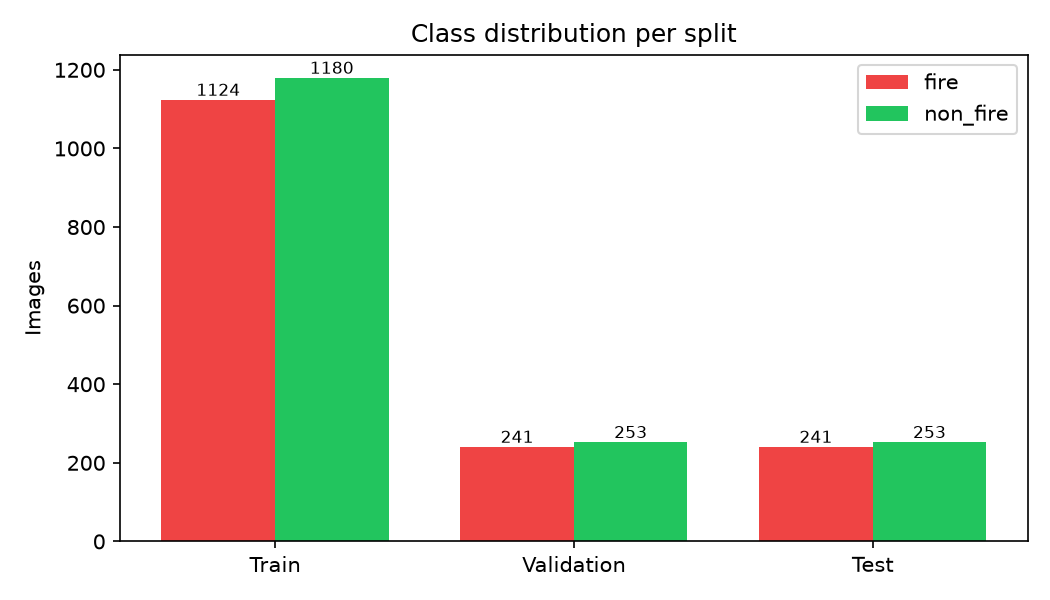 Class distribution per split
fire
non_fire
Images
1200
1000
800
600
400
200
0
1124
1180
241
253
241
253
Train
Validation
Test